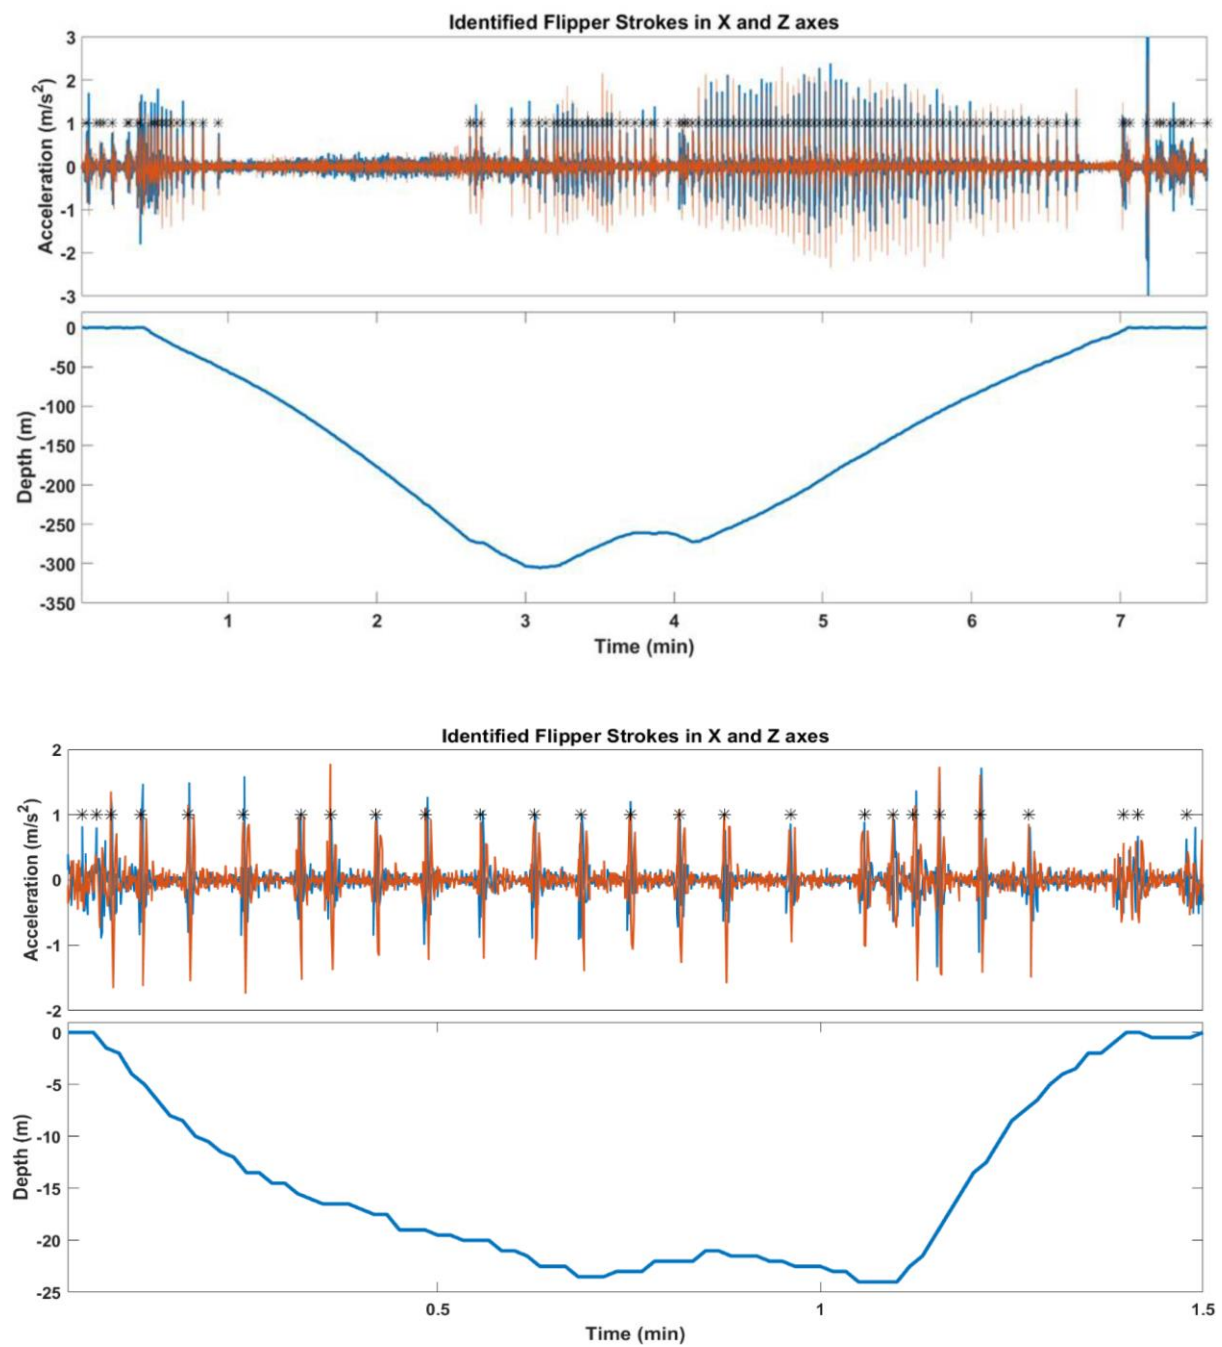 Identified Flipper Strokes in X and Z axes
3
2
1
0
-1
-2
-3
Acceleration (m/s²)
0
-50
-100
-150
-200
-250
-300
-350
Depth (m)
1 2 3 4 5 6 7
Time (min)
Identified Flipper Strokes in X and Z axes
2
1
0
-1
-2
Acceleration (m/s²)
0
-5
-10
-15
-20
-25
Depth (m)
0.5 1 1.5
Time (min)